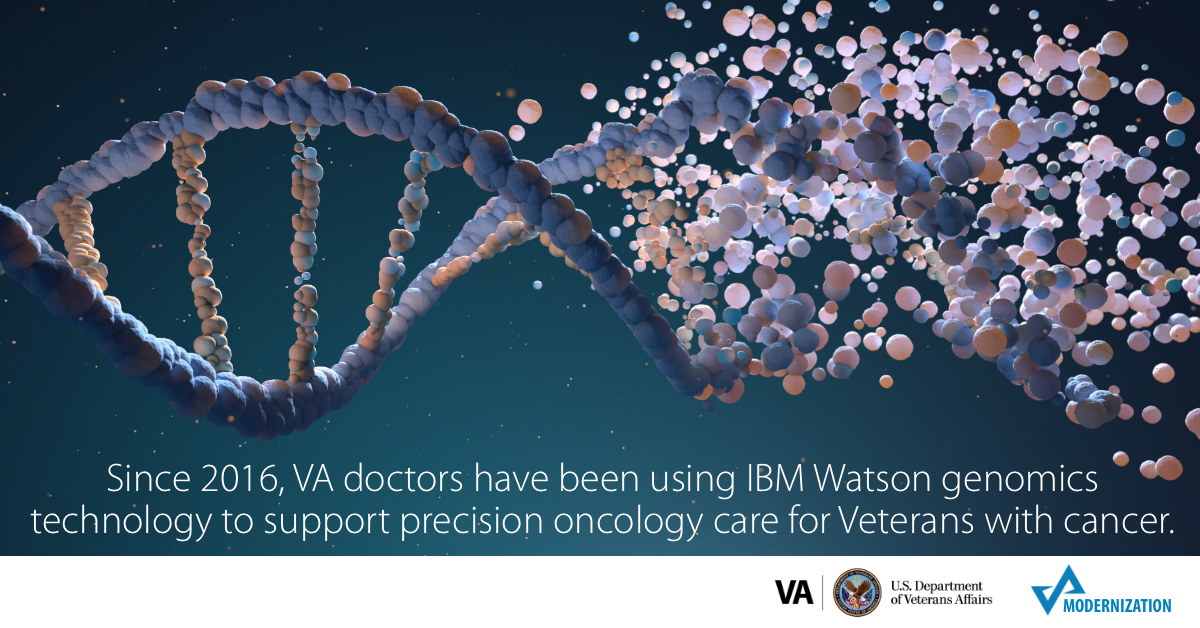 Since 2016, VA doctors have been using IBM Watson genomics
technology to support precision oncology care for Veterans with cancer.
VA
U.S. Department
of Veterans Affairs
VA
MODERNIZATION